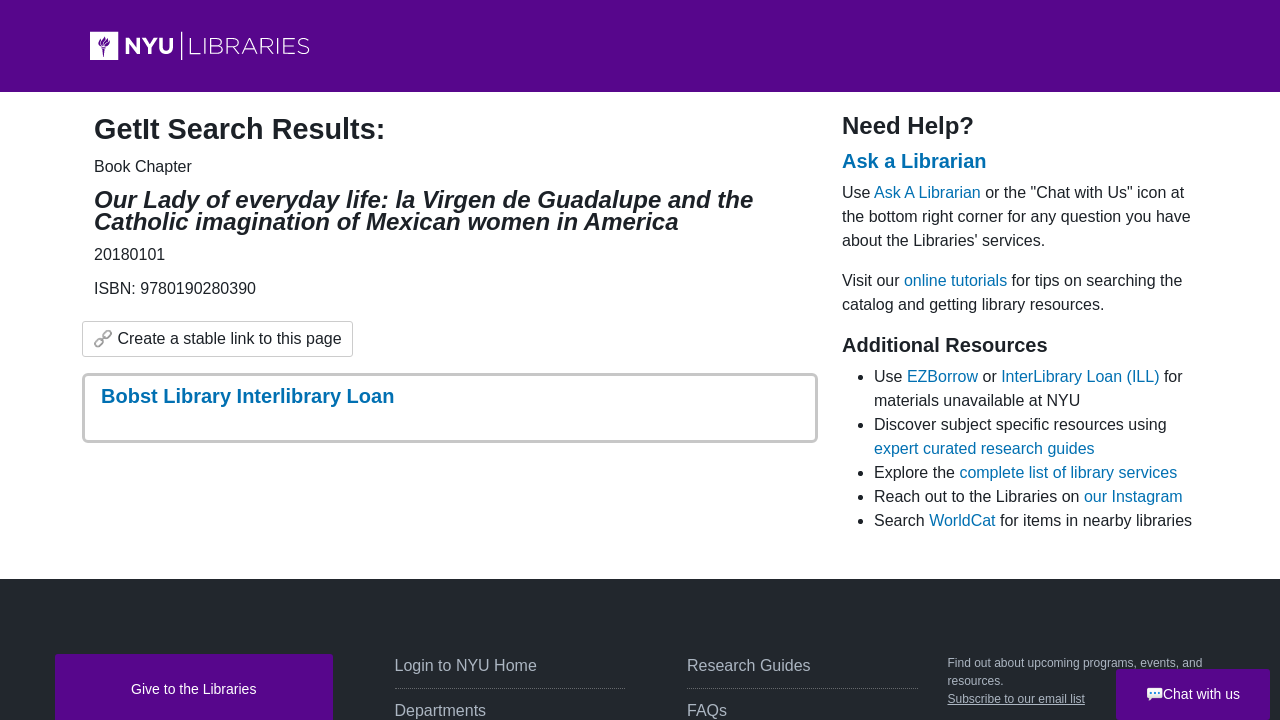 NYU | LIBRARIES
GetIt Search Results:
Book Chapter
Our Lady of everyday life: la Virgen de Guadalupe and the
Catholic imagination of Mexican women in America
20180101
ISBN: 9780190280390
Create a stable link to this page
Bobst Library Interlibrary Loan
Need Help?
Ask a Librarian
Use Ask A Librarian or the "Chat with Us" icon at
the bottom right corner for any question you have
about the Libraries' services.
Visit our online tutorials for tips on searching the
catalog and getting library resources.
Additional Resources
Use EZBorrow or InterLibrary Loan (ILL) for
materials unavailable at NYU
Discover subject specific resources using
expert curated research guides
Explore the complete list of library services
Reach out to the Libraries on our Instagram
Search WorldCat for items in nearby libraries
Give to the Libraries
Login to NYU Home
Departments
Research Guides
FAQs
Find out about upcoming programs, events, and
resources.
Subscribe to our email list
Chat with us